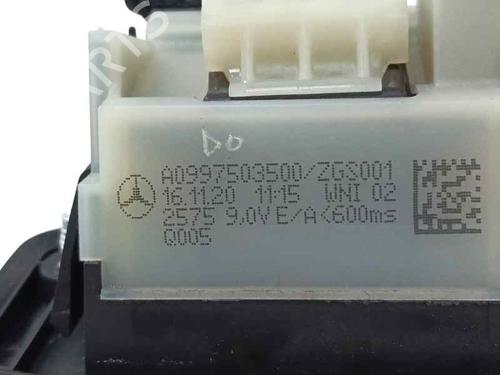 DO
A0997503500/ZGS001
16.11.20 11:15 WNI 02
2575 9,0V E/A<600ms
Q005